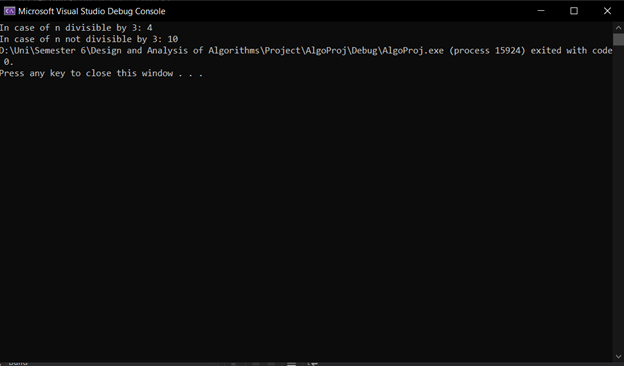 Microsoft Visual Studio Debug Console
In case of n divisible by 3: 4
In case of n not divisible by 3: 10
D:\Uni\Semester 6\Design and Analysis of Algorithms\Project\AlgoProj\Debug\AlgoProj.exe (process 15924) exited with code
0.
Press any key to close this window . . .